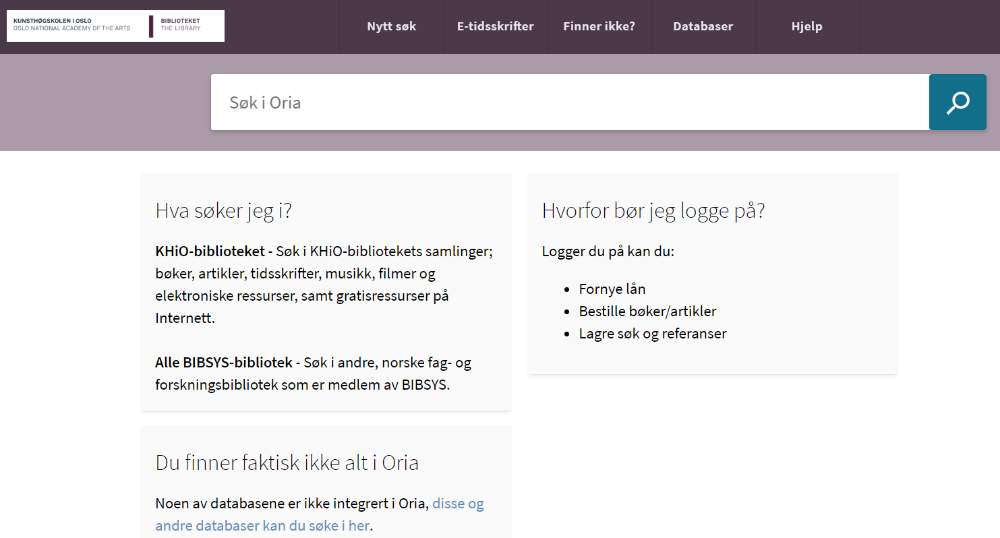 KUNSTHØGSKOLEN I OSLO
OSLO NATIONAL ACADEMY OF THE ARTS
BIBLIOTEKET
THE LIBRARY
Nytt søk
E-tidsskrifter
Finner ikke?
Databaser
Hjelp
Søk i Oria
Hva søker jeg i?
KHiO-biblioteket - Søk i KHiO-bibliotekets samlinger;
bøker, artikler, tidsskrifter, musikk, filmer og
elektroniske ressurser, samt gratisressurser på
Internett.
Alle BIBSYS-bibliotek - Søk i andre, norske fag- og
forskningsbibliotek som er medlem av BIBSYS.
Hvorfor bør jeg logge på?
Logger du på kan du:
• Fornye lån
• Bestille bøker/artikler
• Lagre søk og referanser
Du finner faktisk ikke alt i Oria
Noen av databasene er ikke integrert i Oria, disse og
andre databaser kan du søke i her.